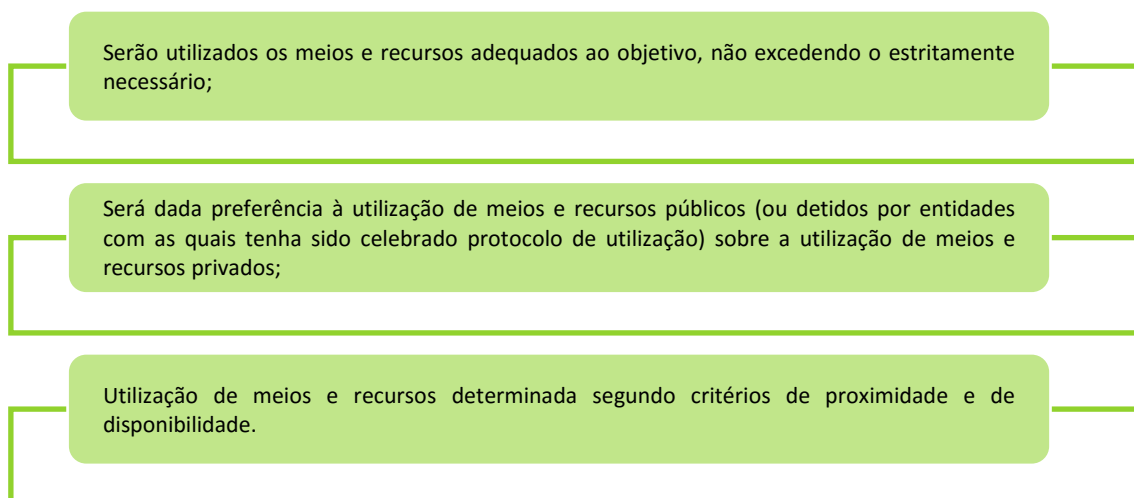 Serão utilizados os meios e recursos adequados ao objetivo, não excedendo o estritamente
necessário;
Será dada preferência à utilização de meios e recursos públicos (ou detidos por entidades
com as quais tenha sido celebrado protocolo de utilização) sobre a utilização de meios e
recursos privados;
Utilização de meios e recursos determinada segundo critérios de proximidade e de
disponibilidade.